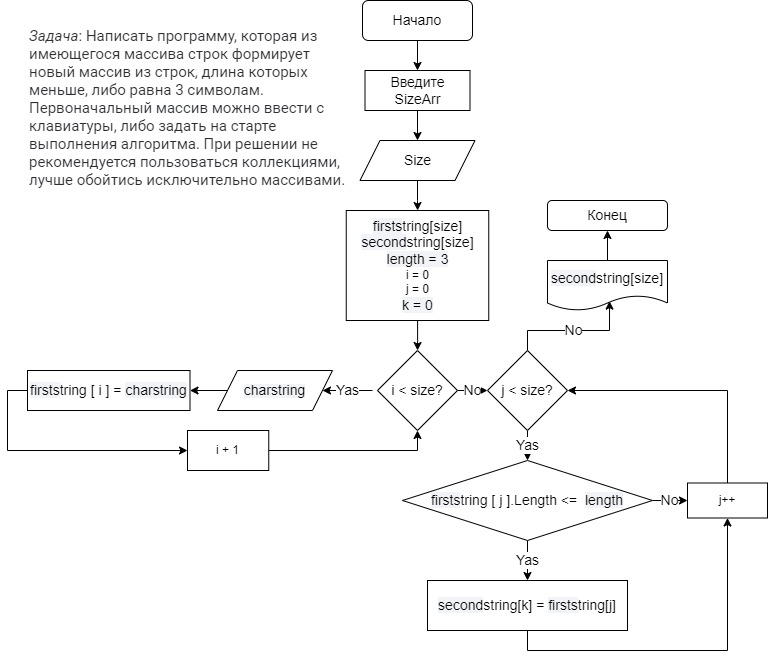 Задача: Написать программу, которая из
имеющегося массива строк формирует
новый массив из строк, длина которых
меньше, либо равна 3 символам.
Первоначальный массив можно ввести с
клавиатуры, либо задать на старте
выполнения алгоритма. При решении не
рекомендуется пользоваться коллекциями,
лучше обойтись исключительно массивами.
Начало
Введите
SizeArr
Size
firststring[size]
secondstring[size]
length = 3
i = 0
j = 0
k = 0
Конец
secondstring[size]
No
firststring [ i ] = charstring
charstring
Yas
i < size?
No
j < size?
i + 1
Yas
firststring [ j ].Length <= length
No
j++
Yas
secondstring[k] = firststring[j]